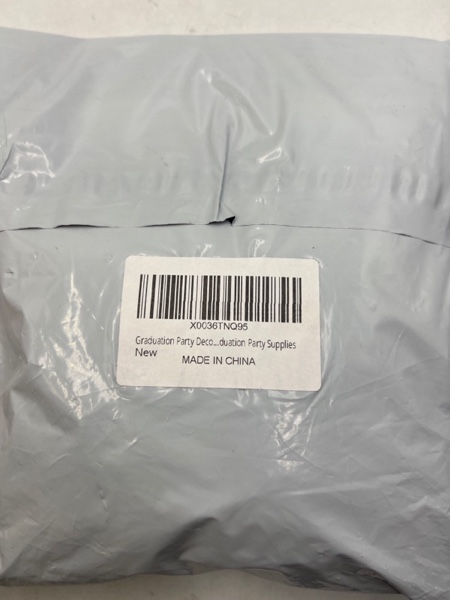 X0036TNQ95
Graduation Party Deco...duation Party Supplies
New
MADE IN CHINA